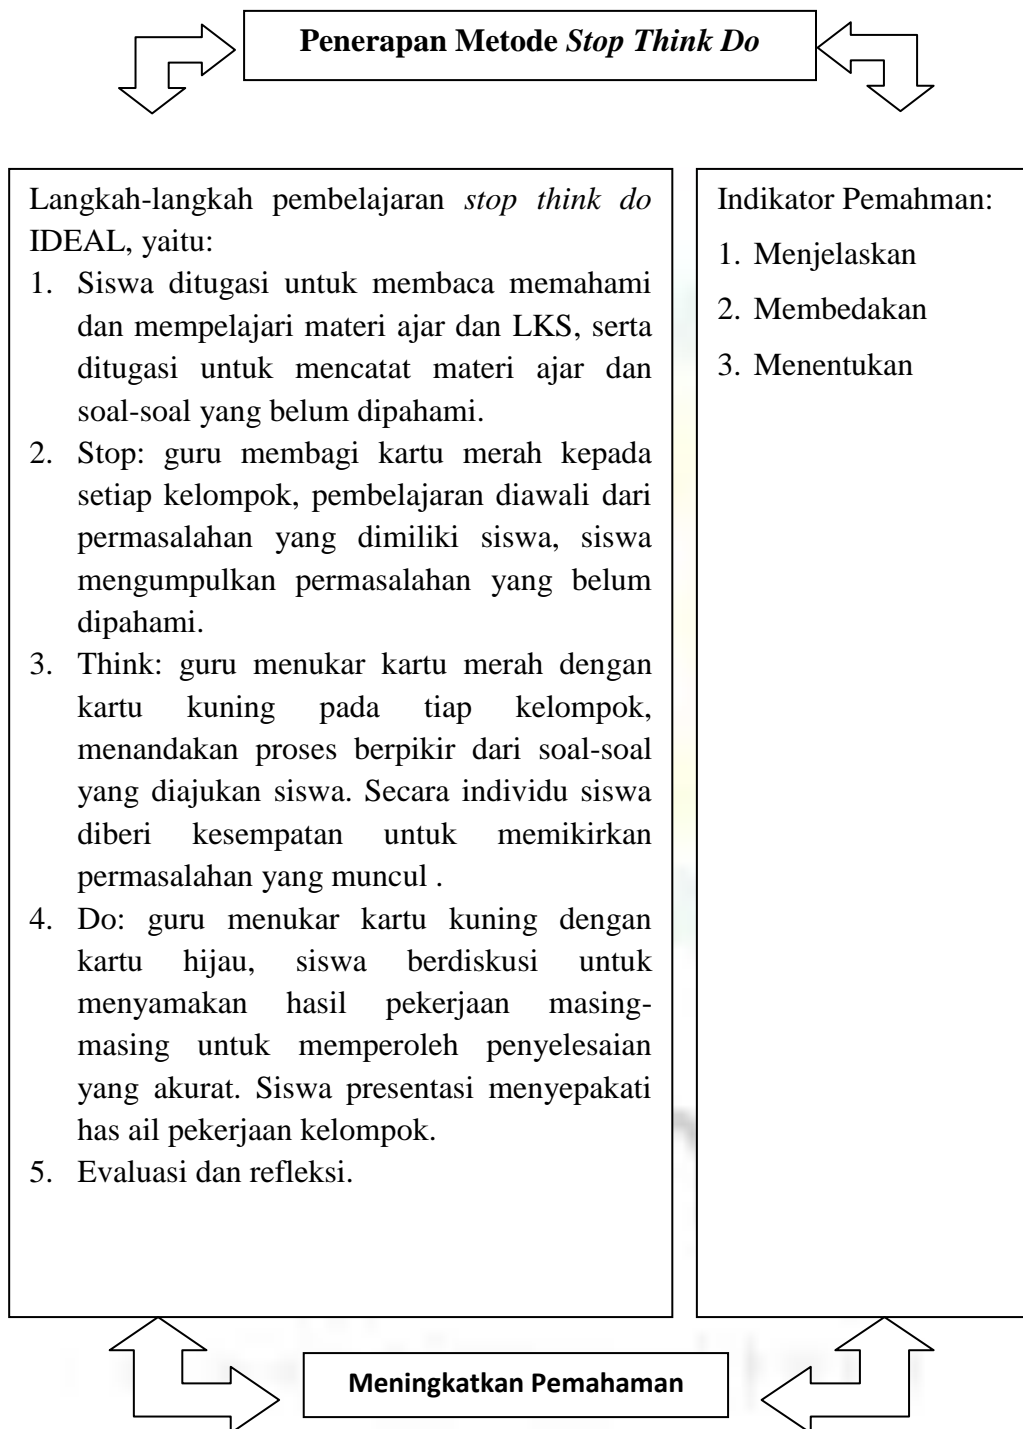 Penerapan Metode Stop Think Do
Langkah-langkah pembelajaran stop think do
IDEAL, yaitu:
1. Siswa ditugasi untuk membaca memahami
dan mempelajari materi ajar dan LKS, serta
ditugasi untuk mencatat materi ajar dan
soal-soal yang belum dipahami.
2. Stop: guru membagi kartu merah kepada
setiap kelompok, pembelajaran diawali dari
permasalahan yang dimiliki siswa, siswa
mengumpulkan permasalahan yang belum
dipahami.
3. Think: guru menukar kartu merah dengan
kartu kuning pada tiap kelompok,
menandakan proses berpikir dari soal-soal
yang diajukan siswa. Secara individu siswa
diberi kesempatan untuk memikirkan
permasalahan yang muncul .
4. Do: guru menukar kartu kuning dengan
kartu hijau, siswa berdiskusi untuk
menyamakan hasil pekerjaan masing-
masing untuk memperoleh penyelesaian
yang akurat. Siswa presentasi menyepakati
has ail pekerjaan kelompok.
5. Evaluasi dan refleksi.
Indikator Pemahman:
1. Menjelaskan
2. Membedakan
3. Menentukan
Meningkatkan Pemahaman